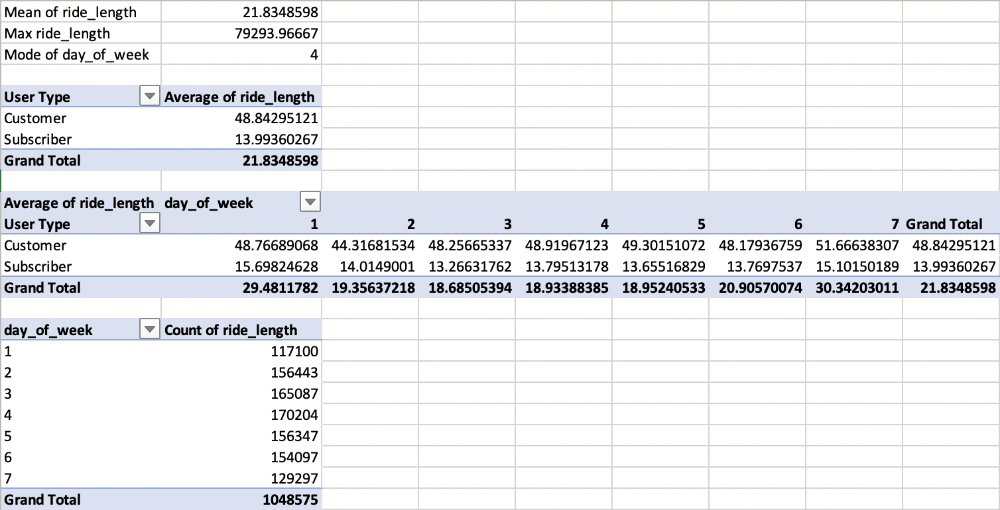 Mean of ride_length 21.8348598
Max ride_length 79293.96667
Mode of day_of_week 4
User Type Average of ride_length
Customer 48.84295121
Subscriber 13.99360267
Grand Total 21.8348598
Average of ride_length day_of_week
User Type 1 2 3 4 5 6 7 Grand Total
Customer 48.76689068 44.31681534 48.25665337 48.91967123 49.30151072 48.17936759 51.66638307 48.84295121
Subscriber 15.69824628 14.0149001 13.26631762 13.79513178 13.65516829 13.7697537 15.10150189 13.99360267
Grand Total 29.4811782 19.35637218 18.68505394 18.93388385 18.95240533 20.90570074 30.34203011 21.8348598
day_of_week Count of ride_length
1 117100
2 156443
3 165087
4 170204
5 156347
6 154097
7 129297
Grand Total 1048575